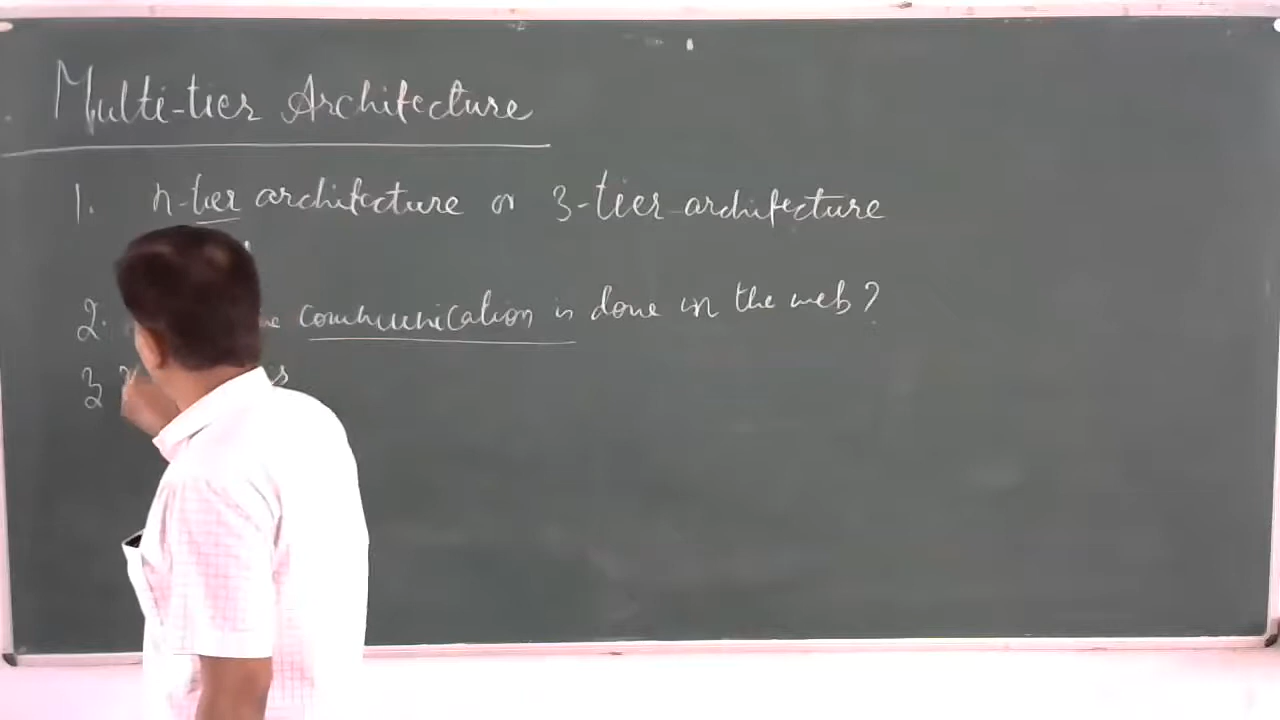 Multi-tier Architecture
1. n-tier architecture or 3-tier architecture
2. communication is done in the web?
3